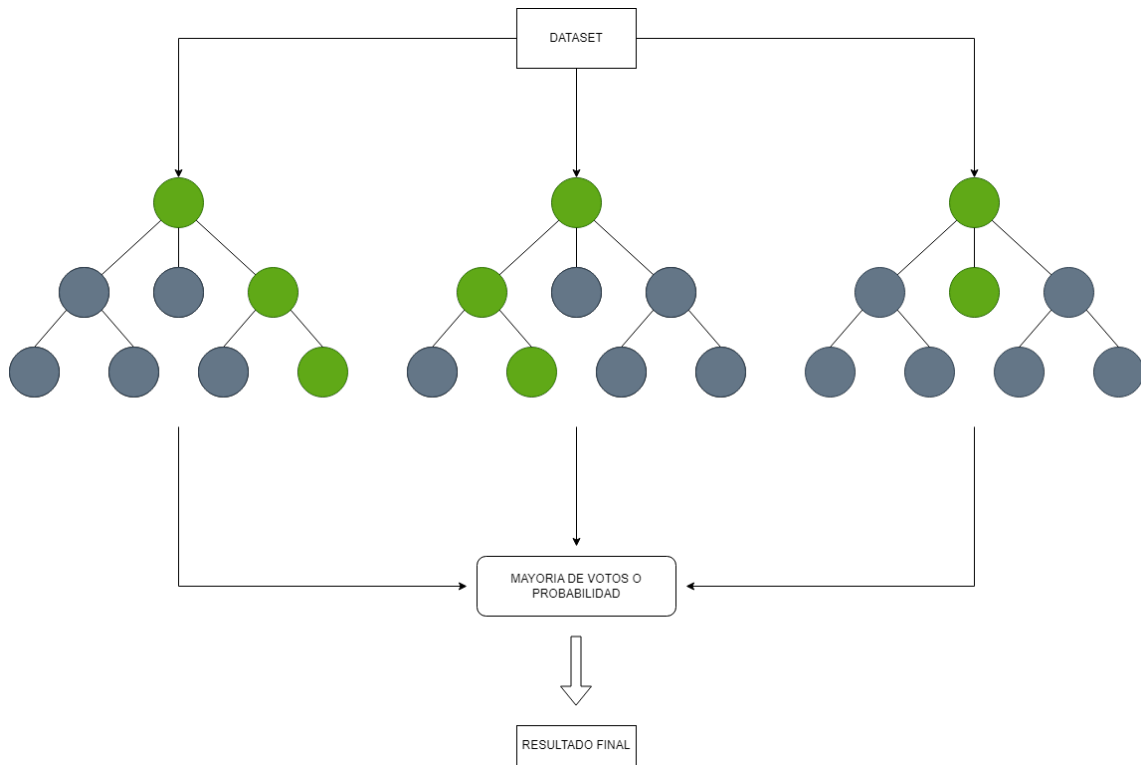 DATASET
MAYORIA DE VOTOS O
PROBABILIDAD
RESULTADO FINAL